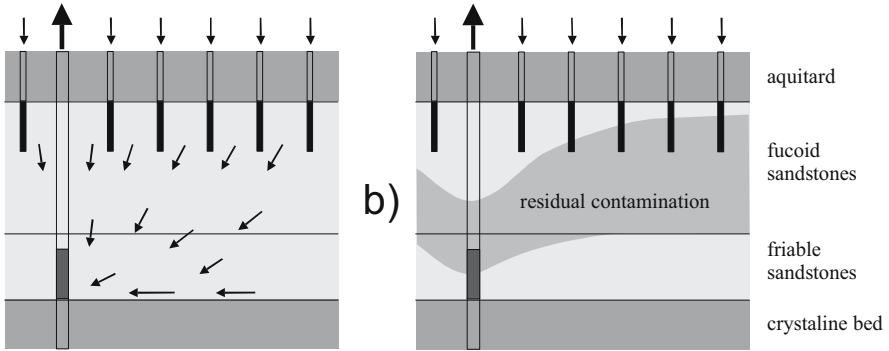 b)
aquitard
fucoid
sandstones
residual contamination
friable
sandstones
crystaline bed